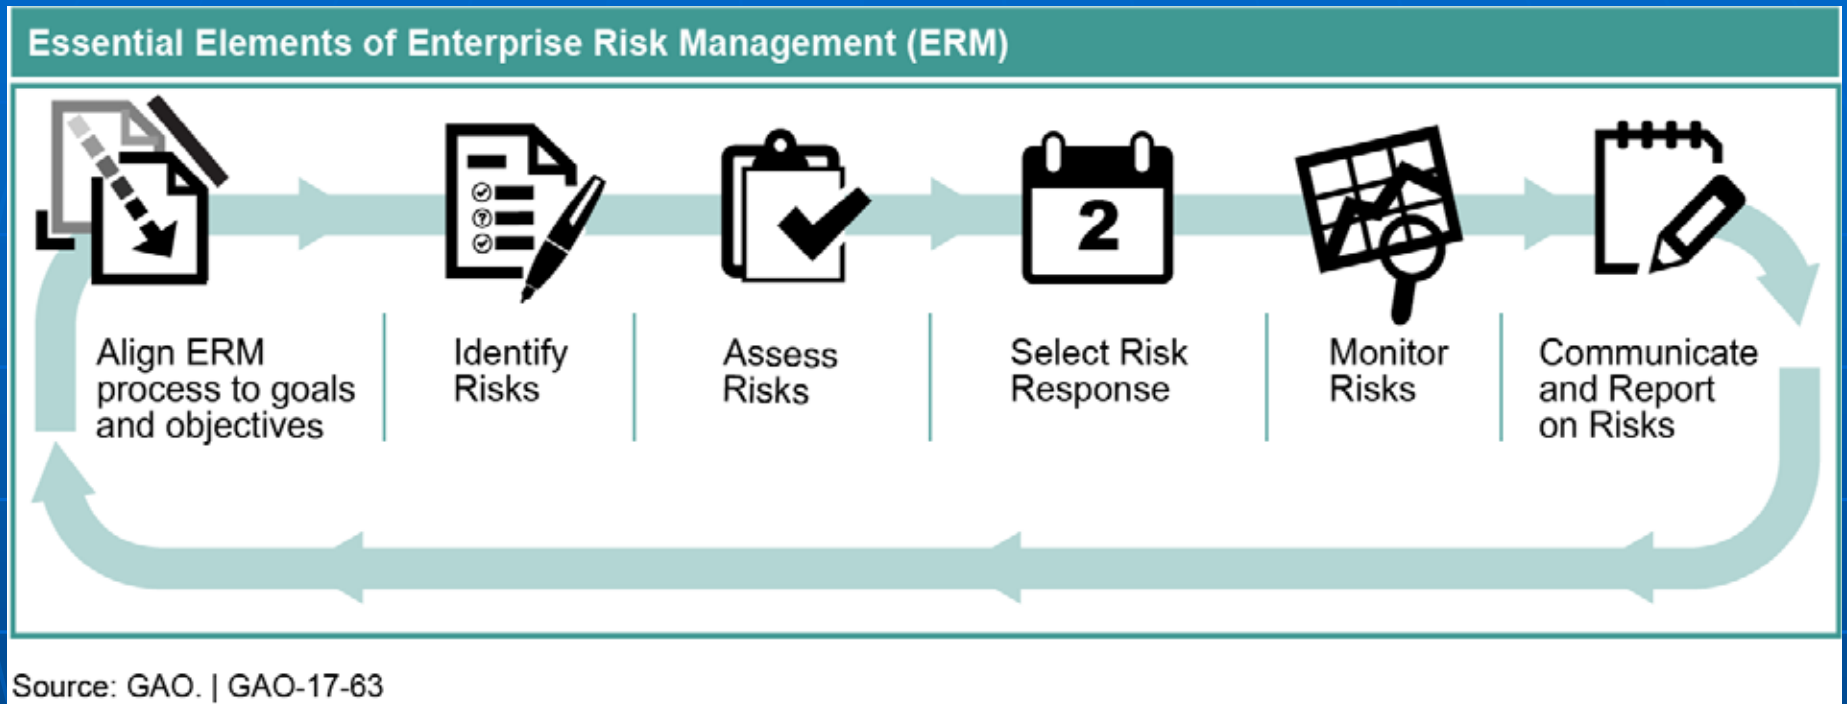 Essential Elements of Enterprise Risk Management (ERM)
2
Align ERM
process to goals
and objectives
Identify
Risks
Assess
Risks
Select Risk
Response
Monitor
Risks
Communicate
and Report
on Risks
Source: GAO. | GAO-17-63